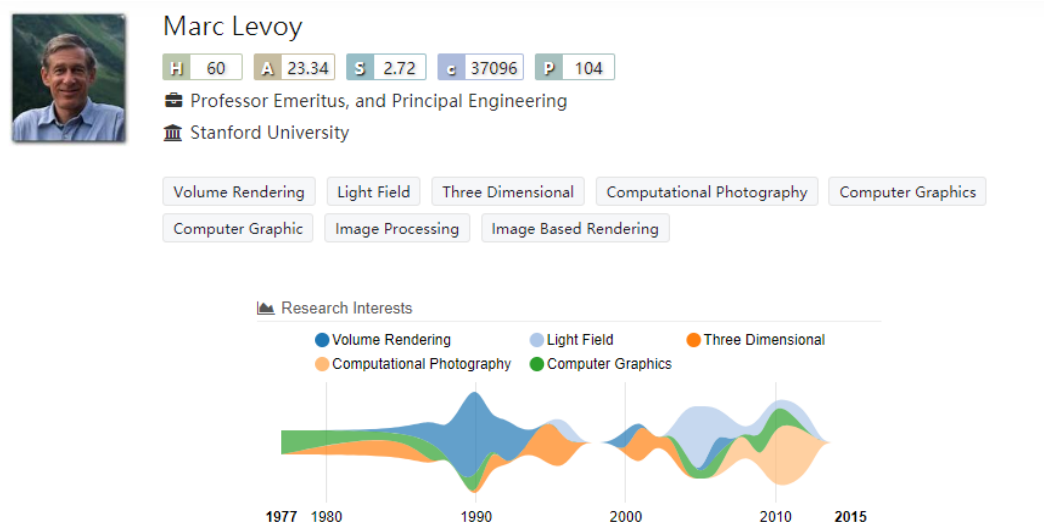 Marc Levoy
H 60 A 23.34 S 2.72 c 37096 P 104
Professor Emeritus, and Principal Engineering
Stanford University
Volume Rendering Light Field Three Dimensional Computational Photography Computer Graphics
Computer Graphic Image Processing Image Based Rendering
Research Interests
Volume Rendering Light Field Three Dimensional
Computational Photography Computer Graphics
1977 1980 1990 2000 2010 2015